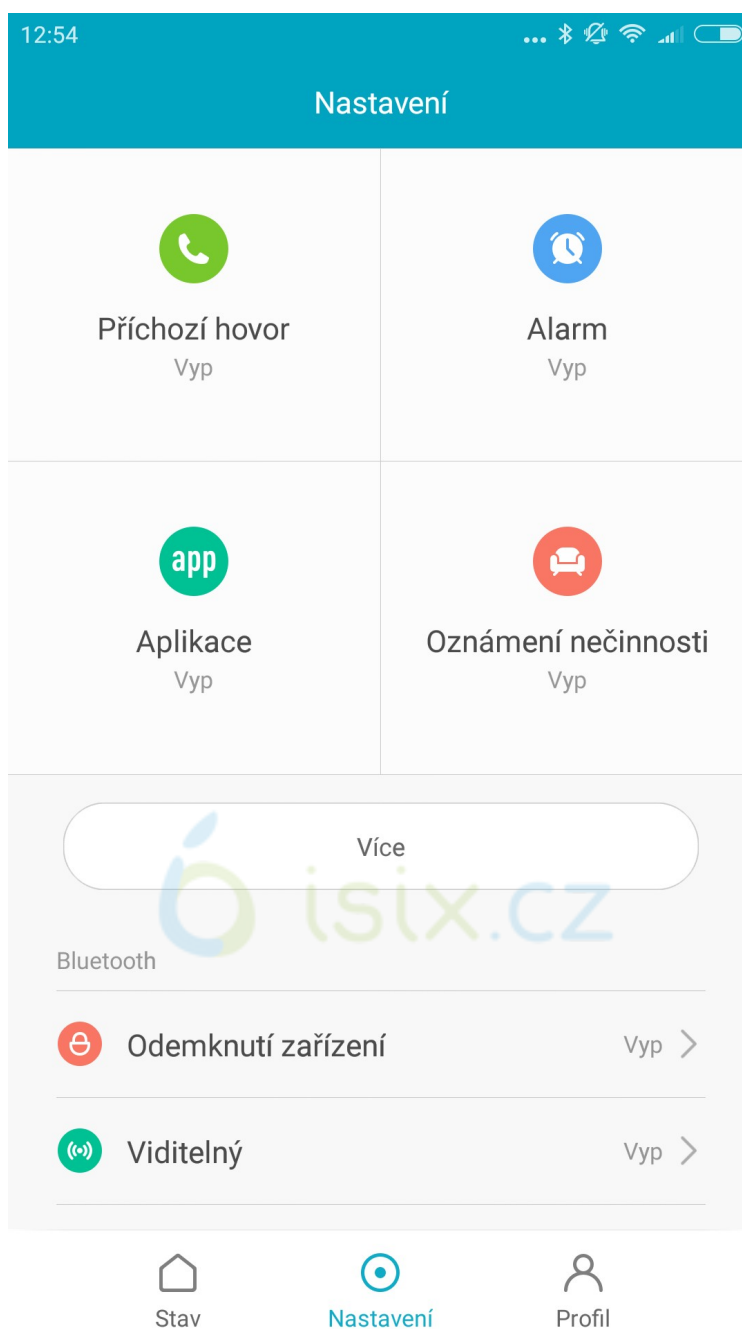 12:54
Nastavení
Příchozí hovor
Vyp
Alarm
Vyp
app
Aplikace
Vyp
Oznámení nečinnosti
Vyp
Více
isix.cz
Bluetooth
Odemknutí zařízení
Vyp
Viditelný
Vyp
Stav
Nastavení
Profil